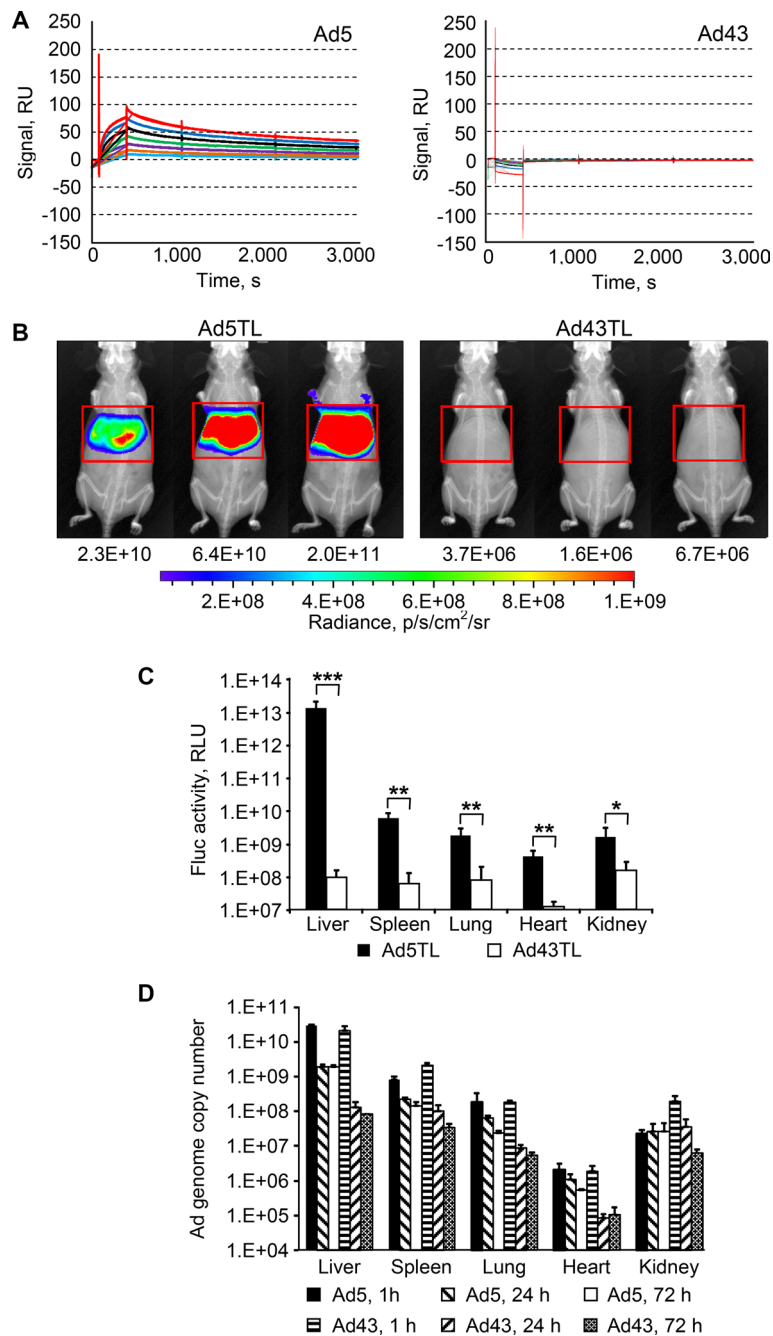 A
Ad5
Signal, RU
250
200
150
100
50
0
-50
-100
-150
0 1,000 2,000 3,000
Time, s
Ad43
Signal, RU
250
200
150
100
50
0
-50
-100
-150
0 1,000 2,000 3,000
Time, s
B
Ad5TL Ad43TL
2.3E+10 6.4E+10 2.0E+11 3.7E+06 1.6E+06 6.7E+06
2.E+08 4.E+08 6.E+08 8.E+08 1.E+09
Radiance, p/s/cm²/sr
C
Fluc activity, RLU
1.E+14
1.E+13
1.E+12
1.E+11
1.E+10
1.E+09
1.E+08
1.E+07
***
**
**
**
*
Liver Spleen Lung Heart Kidney
Ad5TL Ad43TL
D
Ad genome copy number
1.E+11
1.E+10
1.E+09
1.E+08
1.E+07
1.E+06
1.E+05
1.E+04
Liver Spleen Lung Heart Kidney
Ad5, 1h Ad5, 24 h Ad5, 72 h
Ad43, 1 h Ad43, 24 h Ad43, 72 h